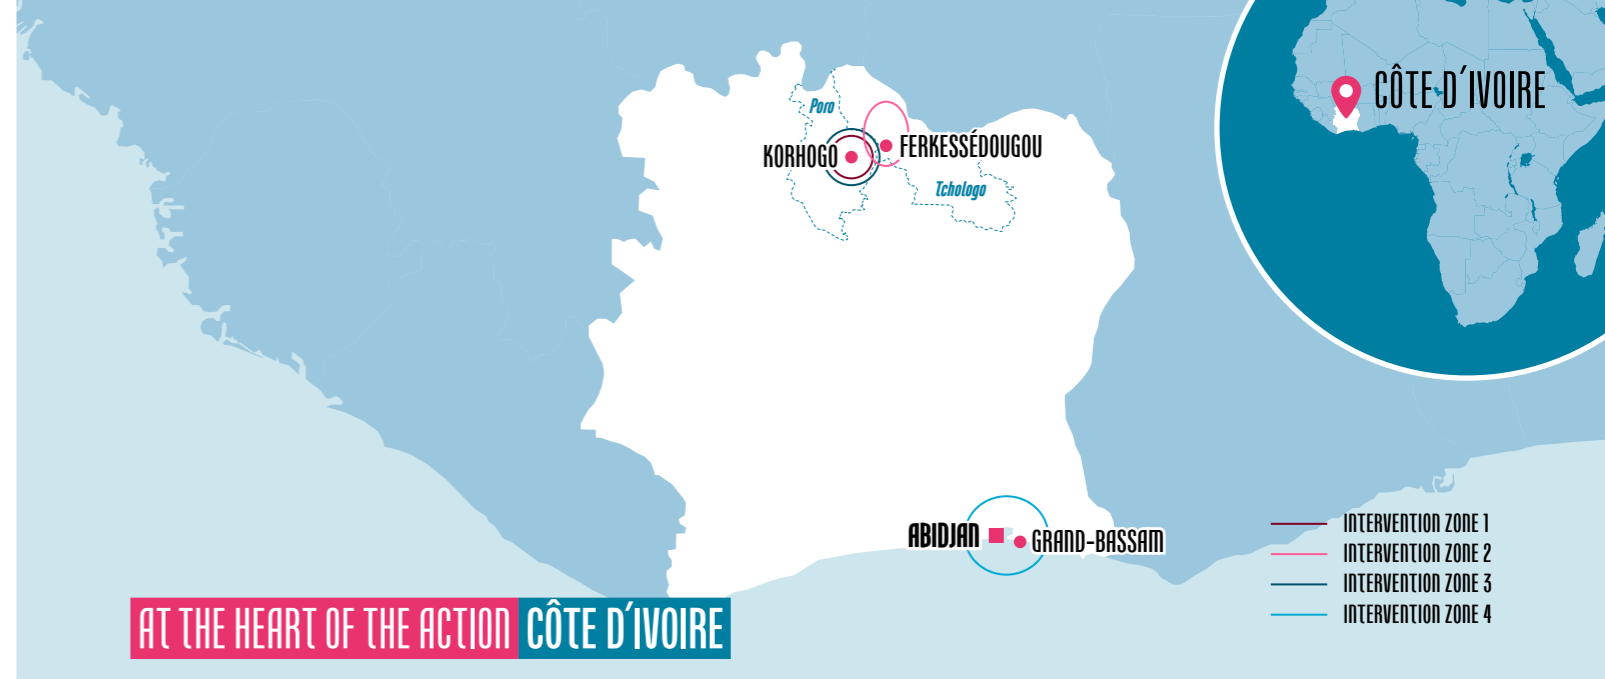 CÔTE D'IVOIRE
Poro
KORHOGO
FERKESSÉDOUGOU
Tchologo
ABIDJAN
GRAND-BASSAM
INTERVENTION ZONE 1
INTERVENTION ZONE 2
INTERVENTION ZONE 3
INTERVENTION ZONE 4
AT THE HEART OF THE ACTION CÔTE D'IVOIRE